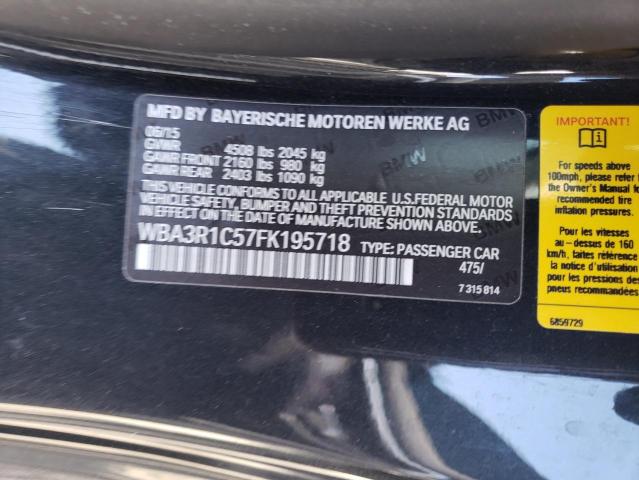 MFD BY BAYERISCHE MOTOREN WERKE AG
06/15
GVWR 4508 lbs 2045 kg
GAWR FRONT 2160 lbs 980 kg
GAWR REAR 2403 lbs 1090 kg
THIS VEHICLE CONFORMS TO ALL APPLICABLE U.S.FEDERAL MOTOR
VEHICLE SAFETY, BUMPER AND THEFT PREVENTION STANDARDS
IN EFFECT ON THE DATE OF MANUFACTURE SHOWN ABOVE.
WBA3R1C57FK195718 TYPE: PASSENGER CAR
475/
7 315 814
IMPORTANT!
For speeds above
100mph, please refer
the Owner's Manual fo
recommended tire
inflation pressures.
Pour les vitesses
au - dessus de 160
km/h, faites référence
la notice d'utilisation
pour les pressions des
pneus recommandées
6859729